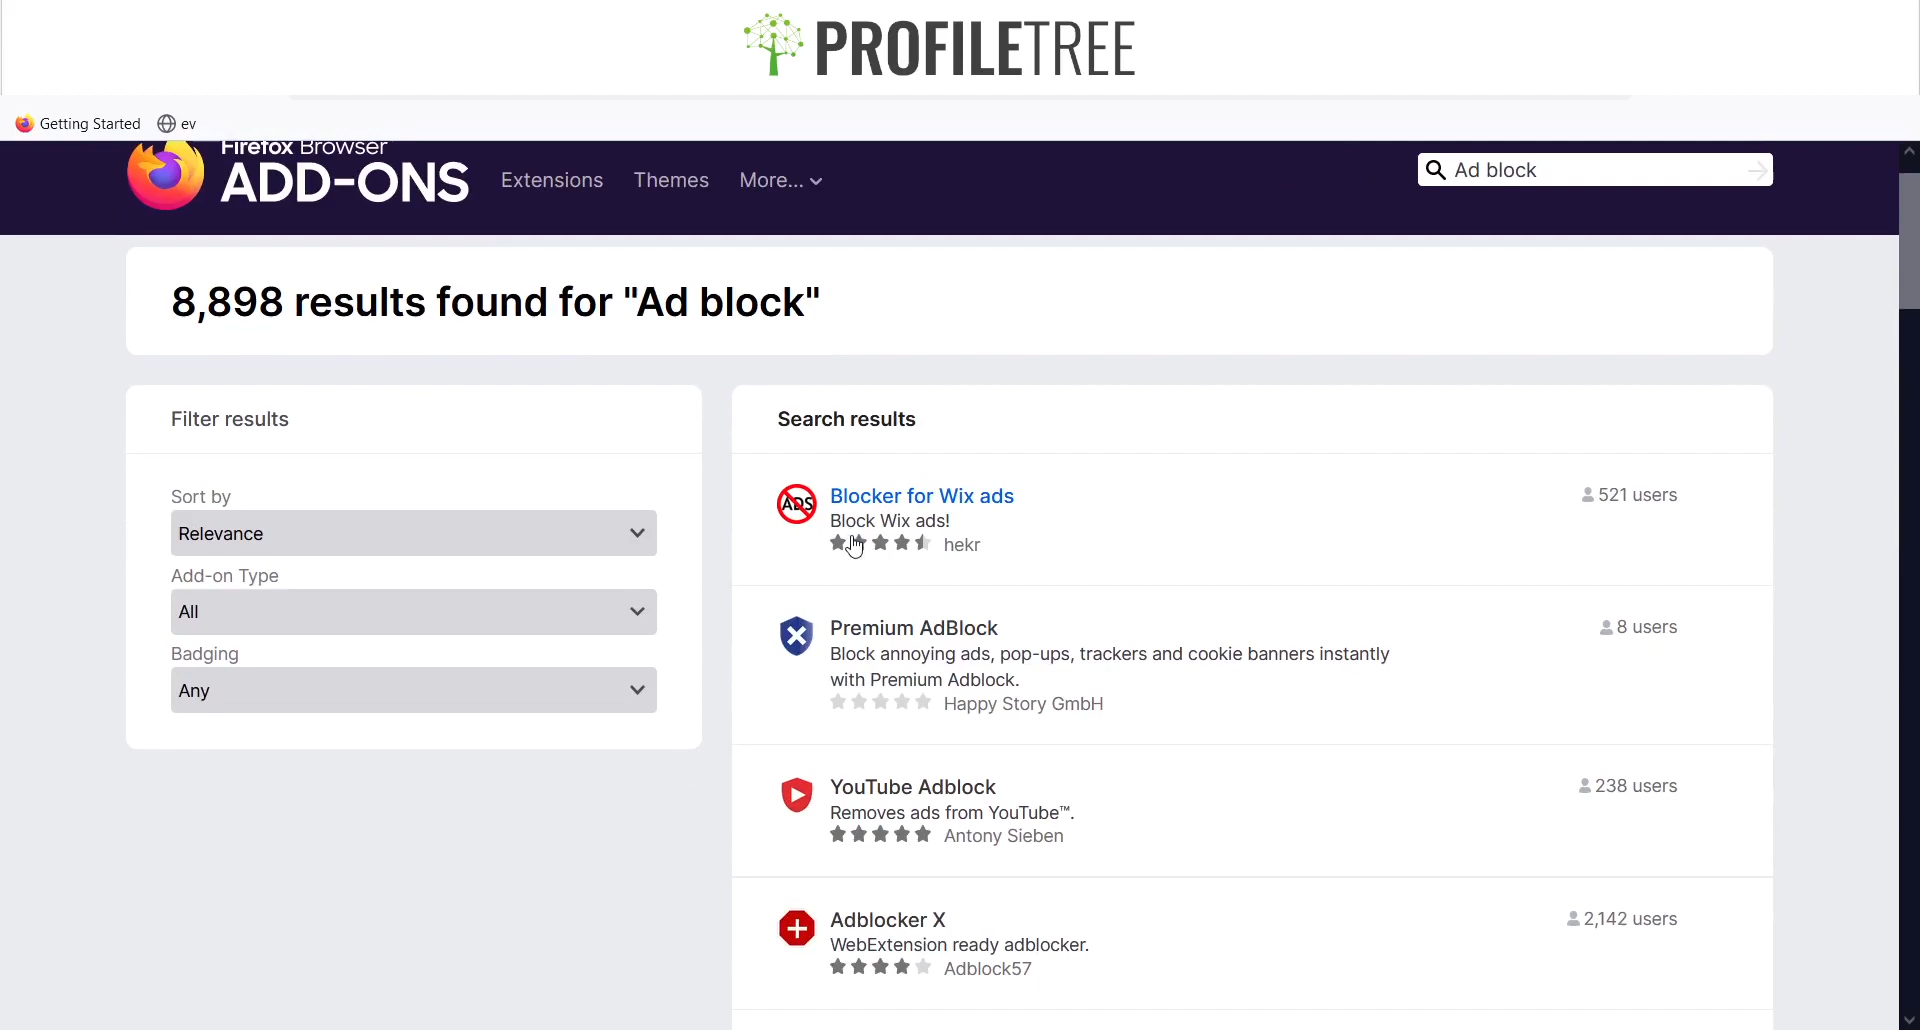 PROFILETREE
Getting Started ev
Firefox Browser
ADD-ONS
Extensions Themes More...
Ad block
8,898 results found for "Ad block"
Filter results
Sort by
Relevance
Add-on Type
All
Badging
Any
Search results
ADS
Blocker for Wix ads
521 users
Block Wix ads!
hekr
Premium AdBlock
8 users
Block annoying ads, pop-ups, trackers and cookie banners instantly
with Premium Adblock.
Happy Story GmbH
YouTube Adblock
238 users
Removes ads from YouTube™.
Antony Sieben
Adblocker X
2,142 users
WebExtension ready adblocker.
Adblock57